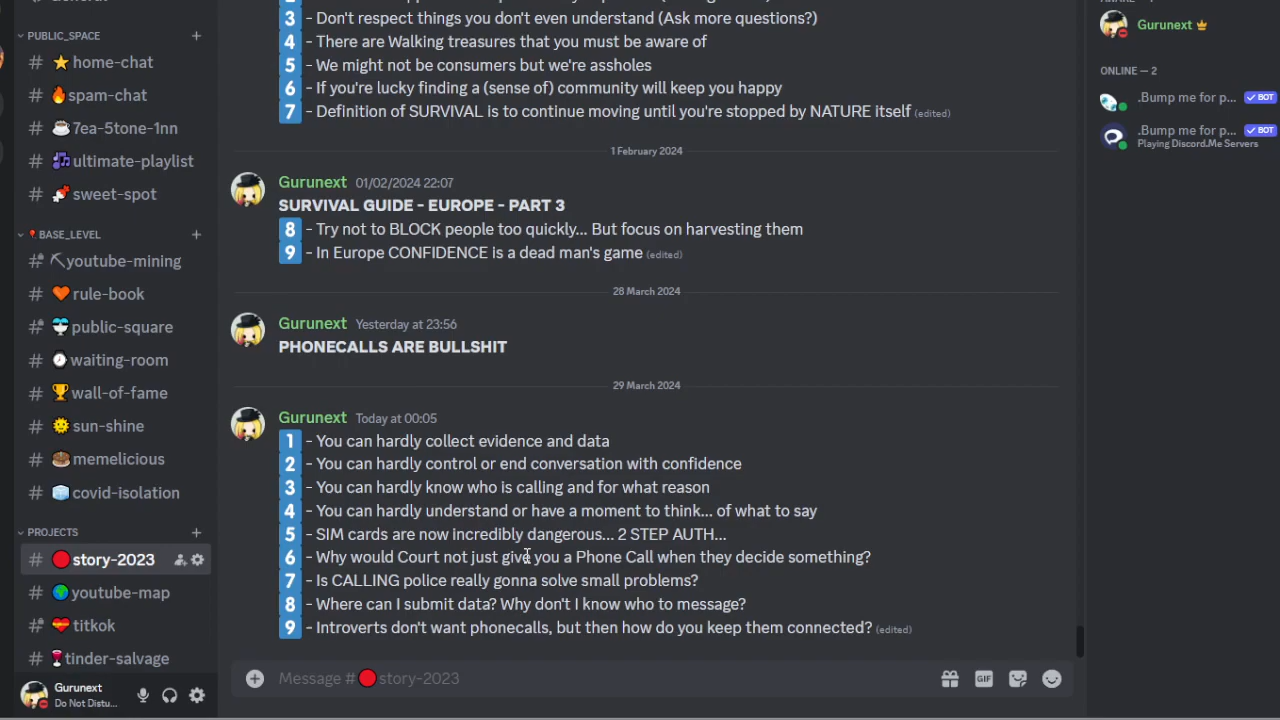 PUBLIC_SPACE
home-chat
spam-chat
7ea-5tone-1nn
ultimate-playlist
sweet-spot
BASE_LEVEL
youtube-mining
rule-book
public-square
waiting-room
wall-of-fame
sun-shine
memelicious
covid-isolation
PROJECTS
story-2023
youtube-map
titkok
tinder-salvage
Gurunext
Do Not Distu...
3 - Don't respect things you don't even understand (Ask more questions?)
4 - There are Walking treasures that you must be aware of
5 - We might not be consumers but we're assholes
6 - If you're lucky finding a (sense of) community will keep you happy
7 - Definition of SURVIVAL is to continue moving until you're stopped by NATURE itself (edited)
1 February 2024
Gurunext 01/02/2024 22:07
SURVIVAL GUIDE - EUROPE - PART 3
8 - Try not to BLOCK people too quickly... But focus on harvesting them
9 - In Europe CONFIDENCE is a dead man's game (edited)
28 March 2024
Gurunext Yesterday at 23:56
PHONECALLS ARE BULLSHIT
29 March 2024
Gurunext Today at 00:05
1 - You can hardly collect evidence and data
2 - You can hardly control or end conversation with confidence
3 - You can hardly know who is calling and for what reason
4 - You can hardly understand or have a moment to think... of what to say
5 - SIM cards are now incredibly dangerous... 2 STEP AUTH...
6 - Why would Court not just give you a Phone Call when they decide something?
7 - Is CALLING police really gonna solve small problems?
8 - Where can I submit data? Why don't I know who to message?
9 - Introverts don't want phonecalls, but then how do you keep them connected? (edited)
Message # story-2023
GIF
Gurunext
ONLINE — 2
.Bump me for p... BOT
.Bump me for p... BOT
Playing Discord.Me Servers